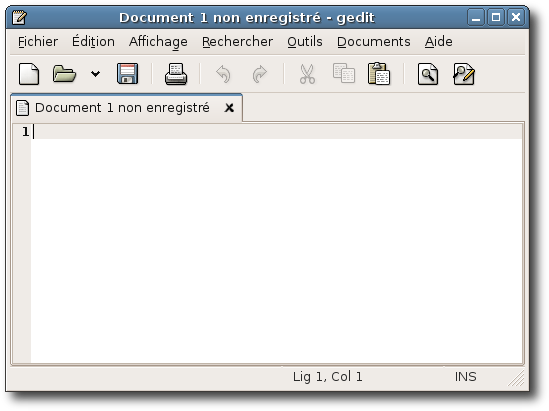 Document 1 non enregistré - gedit
Fichier Édition Affichage Rechercher Outils Documents Aide
Document 1 non enregistré
1
Lig 1, Col 1 INS